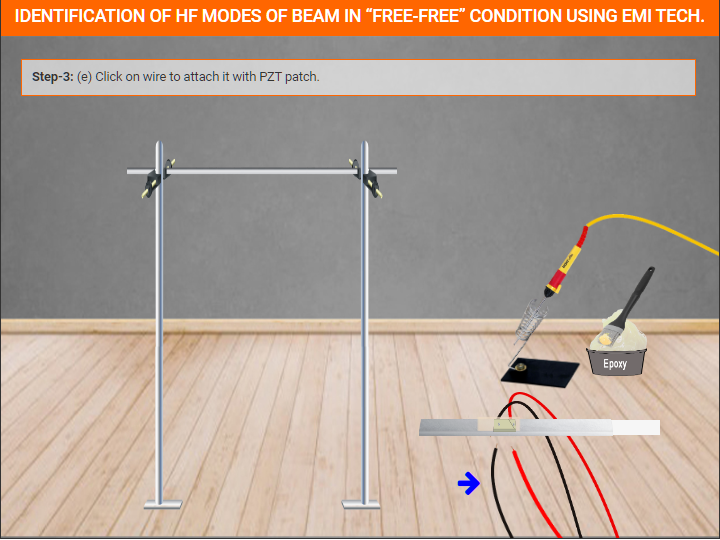 IDENTIFICATION OF HF MODES OF BEAM IN “FREE-FREE” CONDITION USING EMI TECH.
Step-3: (e) Click on wire to attach it with PZT patch.
Epoxy